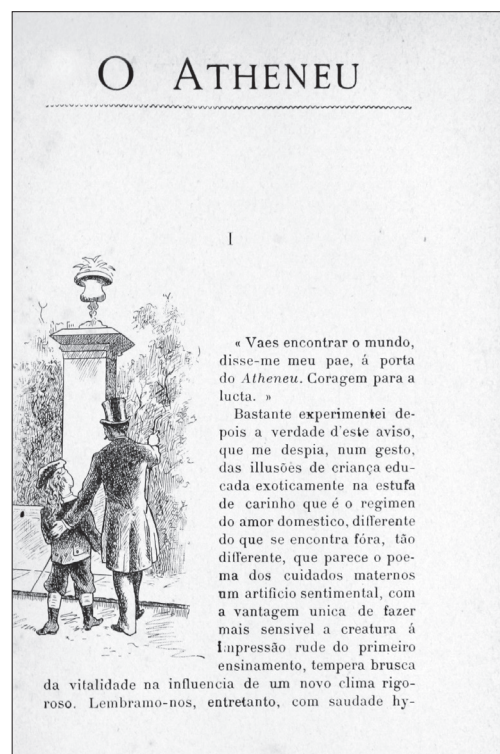 O ATHENEU
I
« Vaes encontrar o mundo,
disse-me meu pae, á porta
do Atheneu. Coragem para a
lucta. »
Bastante experimentei de-
pois a verdade d'este aviso,
que me despia, num gesto,
das illusões de criança edu-
cada exoticamente na estufa
de carinho que é o regimen
do amor domestico, differente
do que se encontra fóra, tão
differente, que parece o poe-
ma dos cuidados maternos
um artificio sentimental, com
a vantagem unica de fazer
mais sensivel a creatura á
impressão rude do primeiro
ensinamento, tempera brusca
da vitalidade na influencia de um novo clima rigo-
roso. Lembramo-nos, entretanto, com saudade hy-